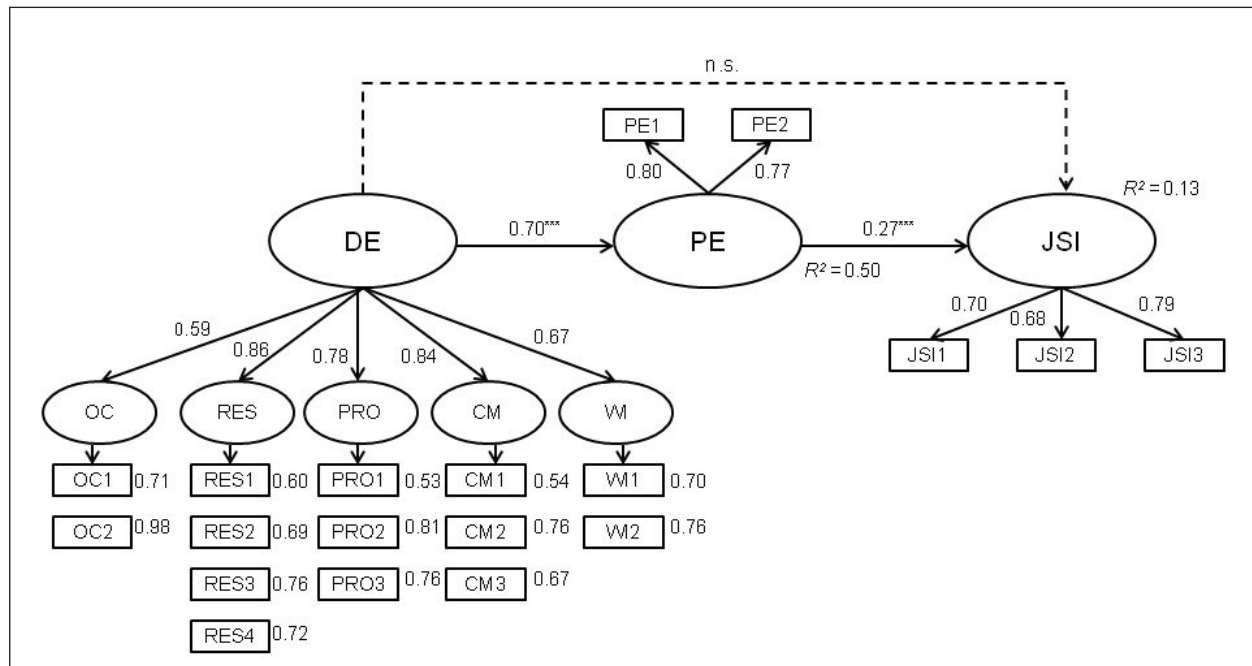 n.s.
PE1 PE2
0.80 0.77
R² = 0.13
DE 0.70*** PE 0.27*** JSI
R² = 0.50
0.70 0.68 0.79
JSI1 JSI2 JSI3
0.59 0.86 0.78 0.84 0.67
OC RES PRO CM WI
OC1 0.71 RES1 0.60 PRO1 0.53 CM1 0.54 WI1 0.70
OC2 0.98 RES2 0.69 PRO2 0.81 CM2 0.76 WI2 0.76
RES3 0.76 PRO3 0.76 CM3 0.67
RES4 0.72